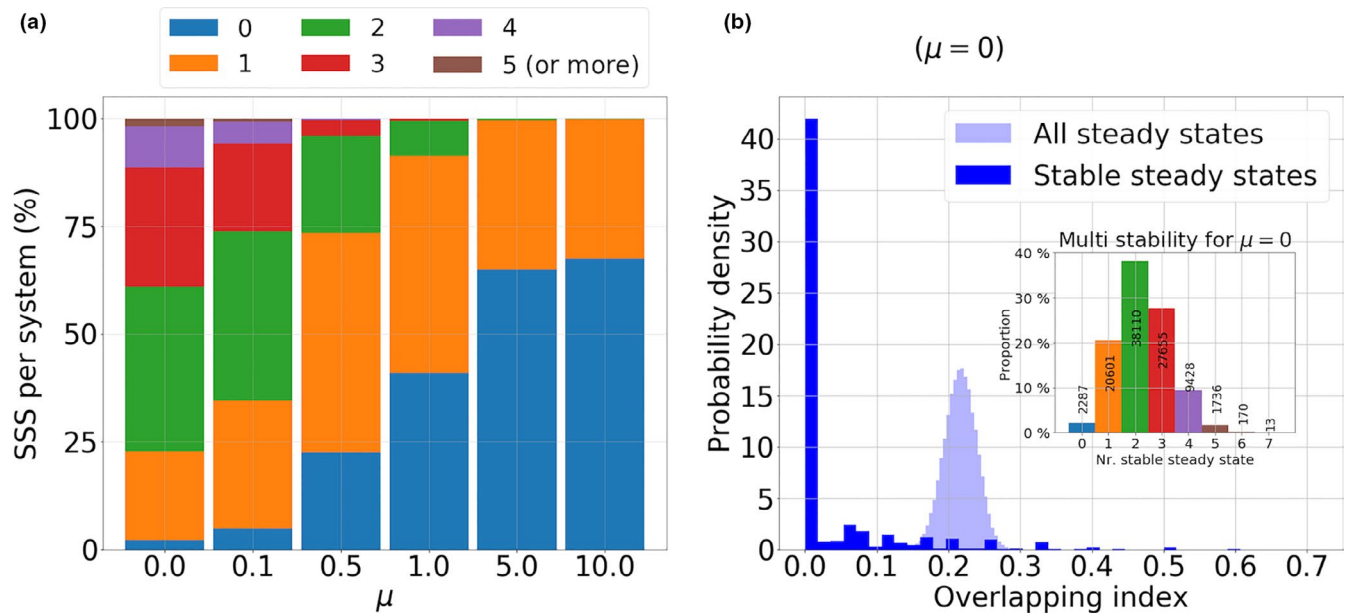 (a)
0 2 4
1 3 5 (or more)
SSS per system (%)
100
75
50
25
0
0.0 0.1 0.5 1.0 5.0 10.0
μ
(b)
(μ = 0)
All steady states
Stable steady states
Probability density
40
35
30
25
20
15
10
5
0
Multi stability for μ = 0
Proportion
40 %
30 %
20 %
10 %
0 %
2287 20601 38110 27655 9428 1736 170 13
0 1 2 3 4 5 6 7
Nr. stable steady state
0.0 0.1 0.2 0.3 0.4 0.5 0.6 0.7
Overlapping index